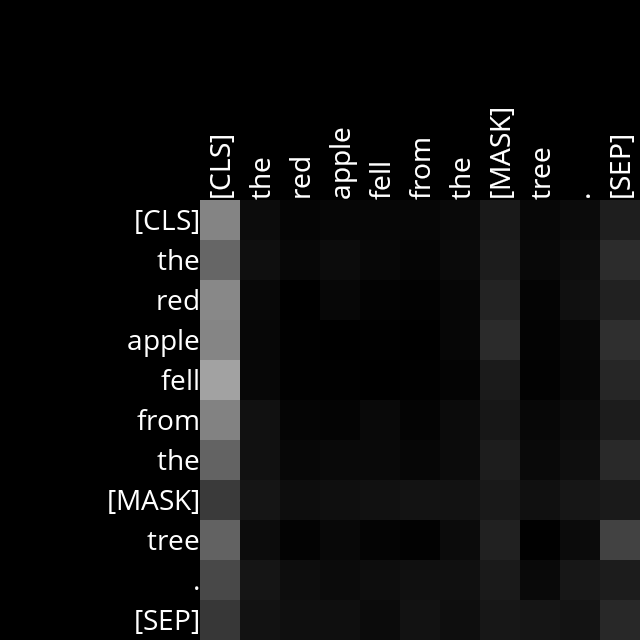 [CLS] the red apple fell from the [MASK] tree . [SEP]
[CLS]
the
red
apple
fell
from
the
[MASK]
tree
.
[SEP]